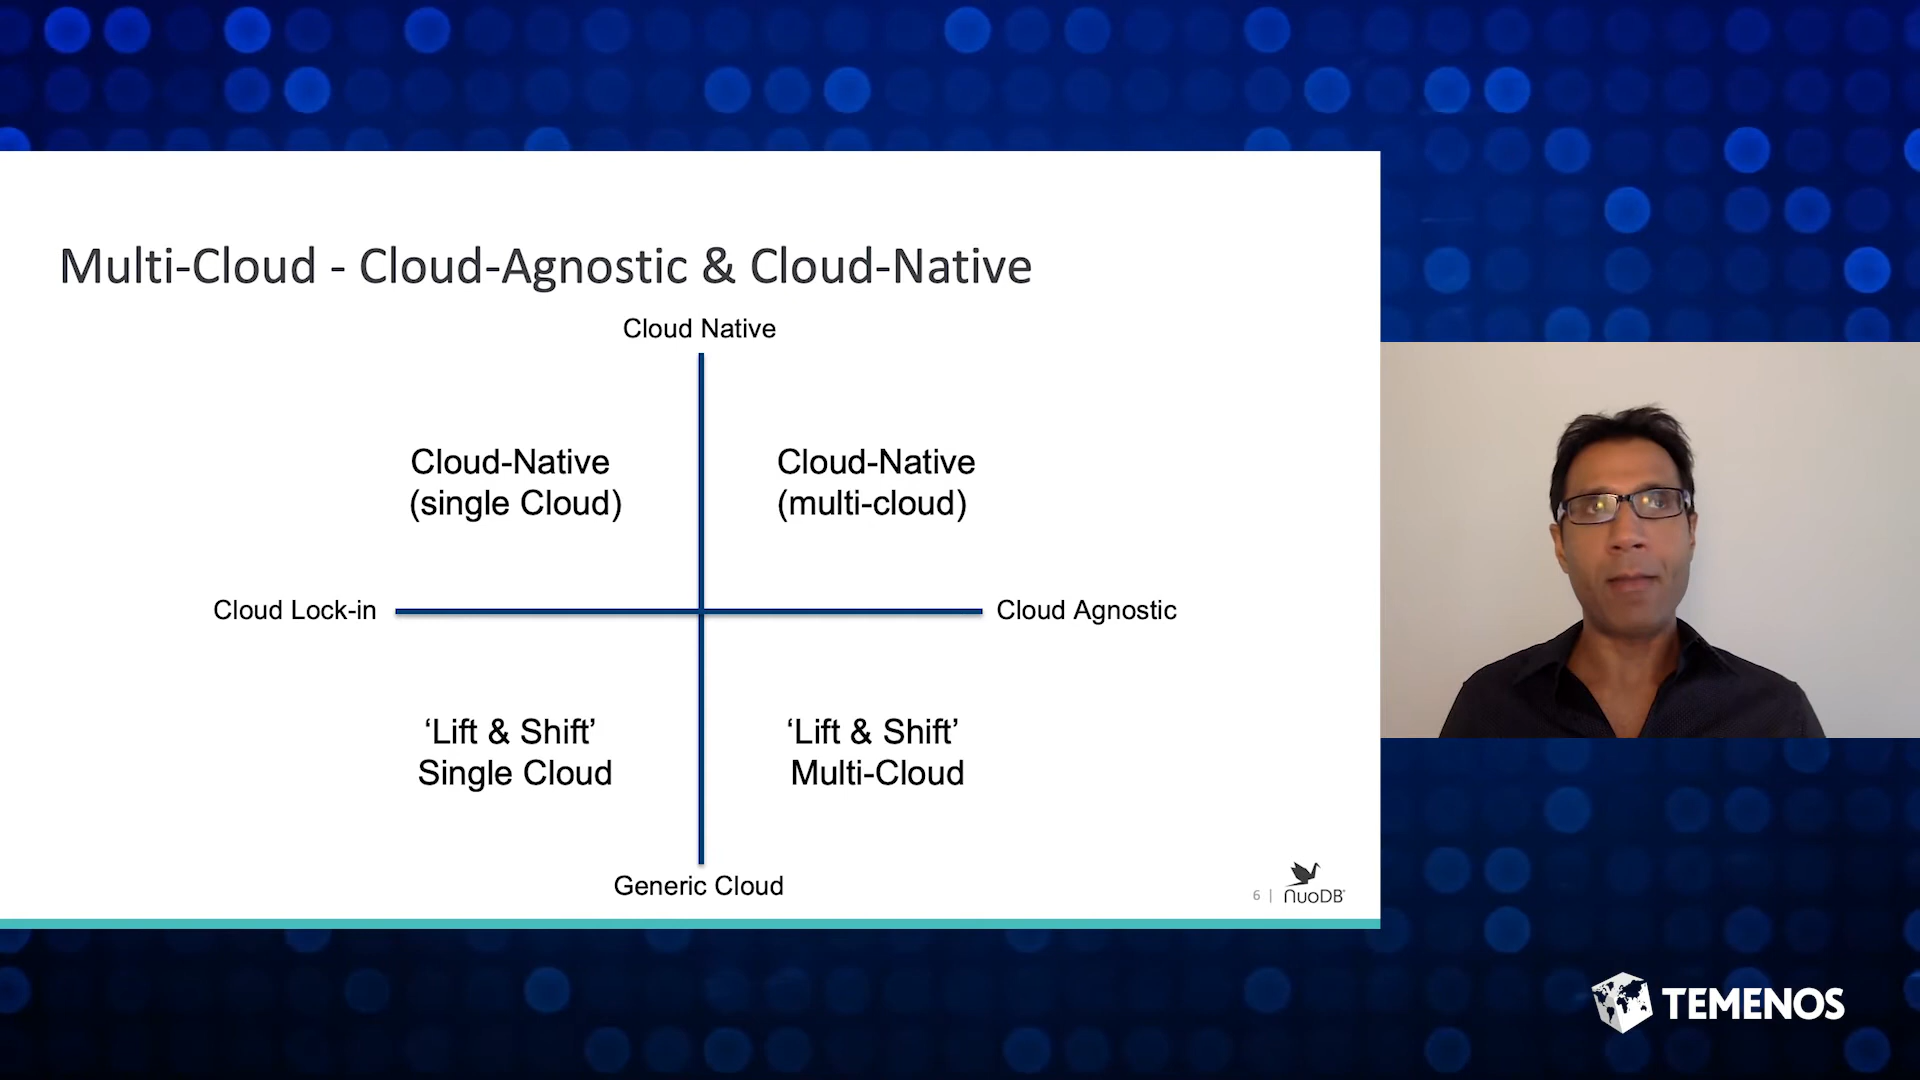 Multi-Cloud - Cloud-Agnostic & Cloud-Native
Cloud Native
Cloud-Native
(single Cloud)
Cloud-Native
(multi-cloud)
Cloud Lock-in
Cloud Agnostic
‘Lift & Shift’
Single Cloud
‘Lift & Shift’
Multi-Cloud
Generic Cloud
6 |
nuoDB
TEMENOS